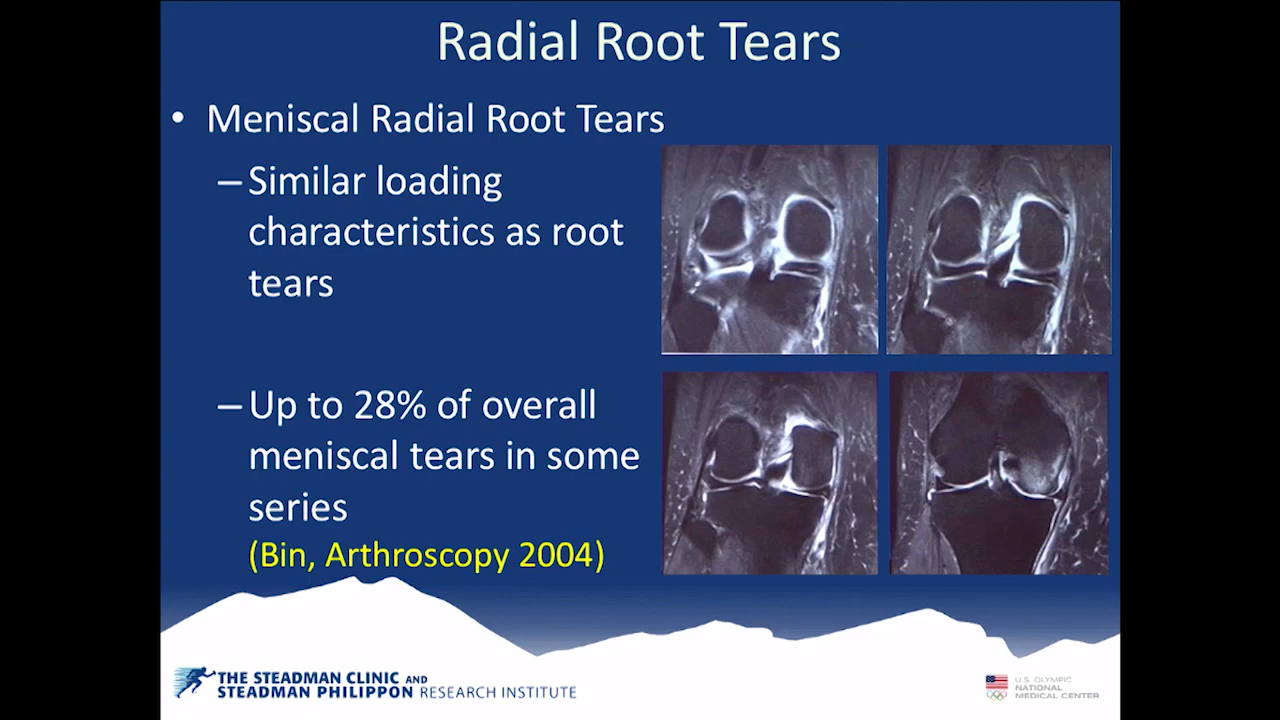 Radial Root Tears
• Meniscal Radial Root Tears
–Similar loading
characteristics as root
tears
–Up to 28% of overall
meniscal tears in some
series
(Bin, Arthroscopy 2004)
THE STEADMAN CLINIC AND
STEADMAN PHILIPPON RESEARCH INSTITUTE
U.S. OLYMPIC
NATIONAL
MEDICAL CENTER